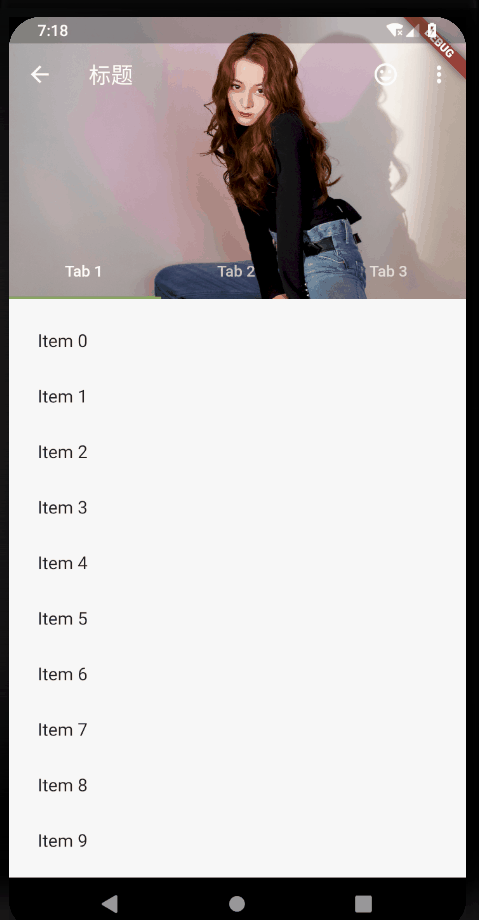 7:18
DEBUG
标题
Tab 1 Tab 2 Tab 3
Item 0
Item 1
Item 2
Item 3
Item 4
Item 5
Item 6
Item 7
Item 8
Item 9